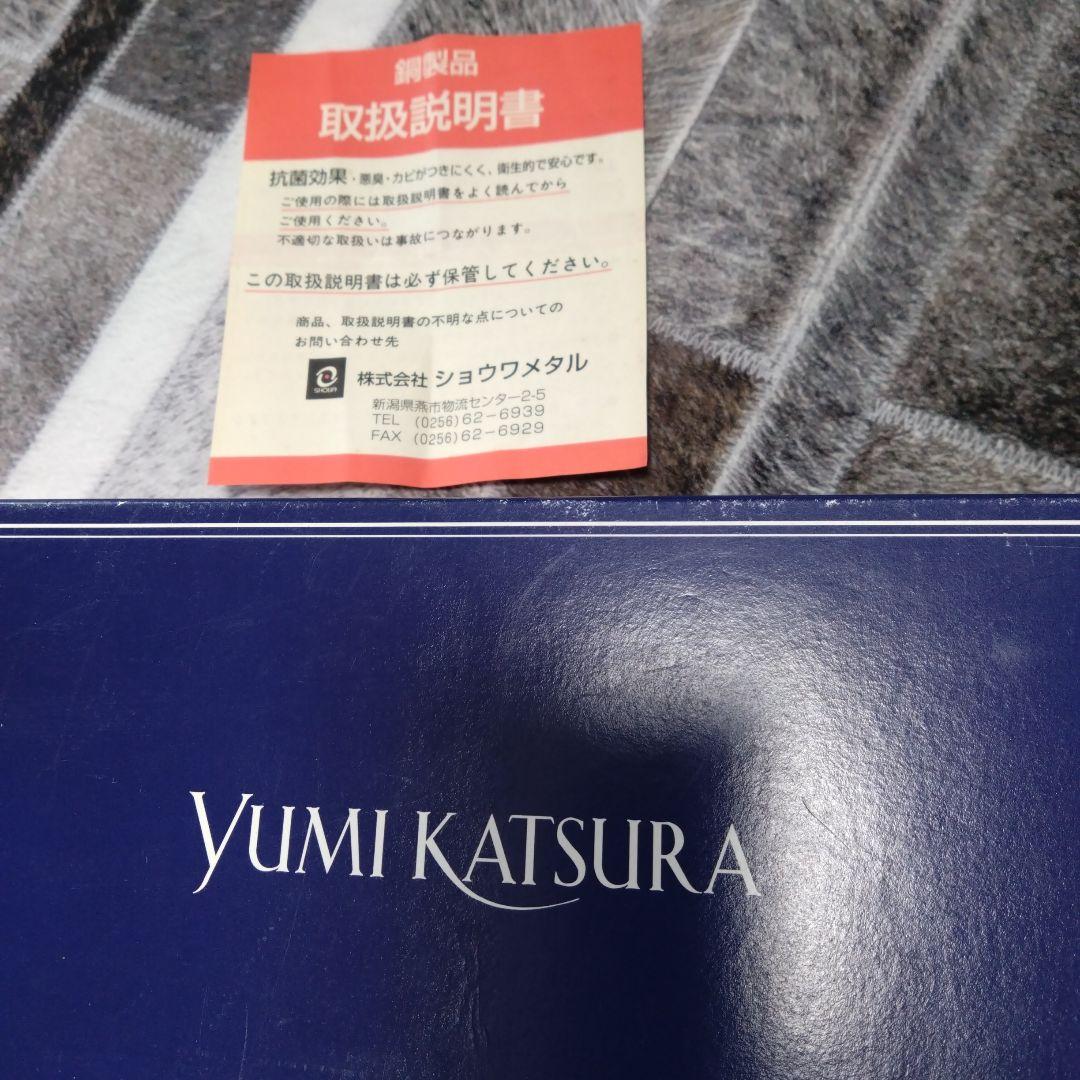 銅製品
取扱説明書
抗菌効果・悪臭・カビがつきにくく、衛生的で安心です。
ご使用の際には取扱説明書をよく読んでから
ご使用ください。
不適切な取扱いは事故につながります。
この取扱説明書は必ず保管してください。
商品、取扱説明書の不明な点についての
お問い合わせ先
SHOWA
株式会社 ショウワメタル
新潟県燕市物流センター2-5
TEL (0256)62-6939
FAX (0256)62-6929
YUMI KATSURA